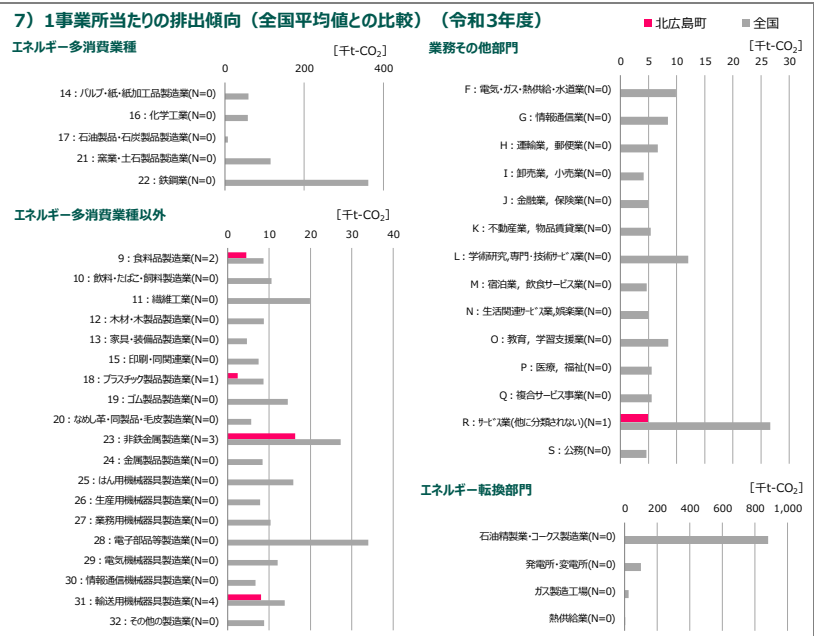 7）1事業所当たりの排出傾向（全国平均値との比較）（令和3年度）
北広島町 全国
エネルギー多消費業種
[千t-CO₂]
0 200 400
14：パルプ・紙・紙加工品製造業(N=0)
16：化学工業(N=0)
17：石油製品・石炭製品製造業(N=0)
21：窯業・土石製品製造業(N=0)
22：鉄鋼業(N=0)
エネルギー多消費業種以外
[千t-CO₂]
0 10 20 30 40
9：食料品製造業(N=2)
10：飲料・たばこ・飼料製造業(N=0)
11：繊維工業(N=0)
12：木材・木製品製造業(N=0)
13：家具・装備品製造業(N=0)
15：印刷・同関連業(N=0)
18：プラスチック製品製造業(N=1)
19：ゴム製品製造業(N=0)
20：なめし革・同製品・毛皮製造業(N=0)
23：非鉄金属製造業(N=3)
24：金属製品製造業(N=0)
25：はん用機械器具製造業(N=0)
26：生産用機械器具製造業(N=0)
27：業務用機械器具製造業(N=0)
28：電子部品等製造業(N=0)
29：電気機械器具製造業(N=0)
30：情報通信機械器具製造業(N=0)
31：輸送用機械器具製造業(N=4)
32：その他の製造業(N=0)
業務その他部門
[千t-CO₂]
0 5 10 15 20 25 30
F：電気・ガス・熱供給・水道業(N=0)
G：情報通信業(N=0)
H：運輸業，郵便業(N=0)
I：卸売業，小売業(N=0)
J：金融業，保険業(N=0)
K：不動産業，物品賃貸業(N=0)
L：学術研究,専門・技術ｻｰﾋﾞｽ業(N=0)
M：宿泊業，飲食サービス業(N=0)
N：生活関連ｻｰﾋﾞｽ業,娯楽業(N=0)
O：教育，学習支援業(N=0)
P：医療，福祉(N=0)
Q：複合サービス事業(N=0)
R：ｻｰﾋﾞｽ業(他に分類されない)(N=1)
S：公務(N=0)
エネルギー転換部門
[千t-CO₂]
0 200 400 600 800 1,000
石油精製業・コークス製造業(N=0)
発電所・変電所(N=0)
ガス製造工場(N=0)
熱供給業(N=0)